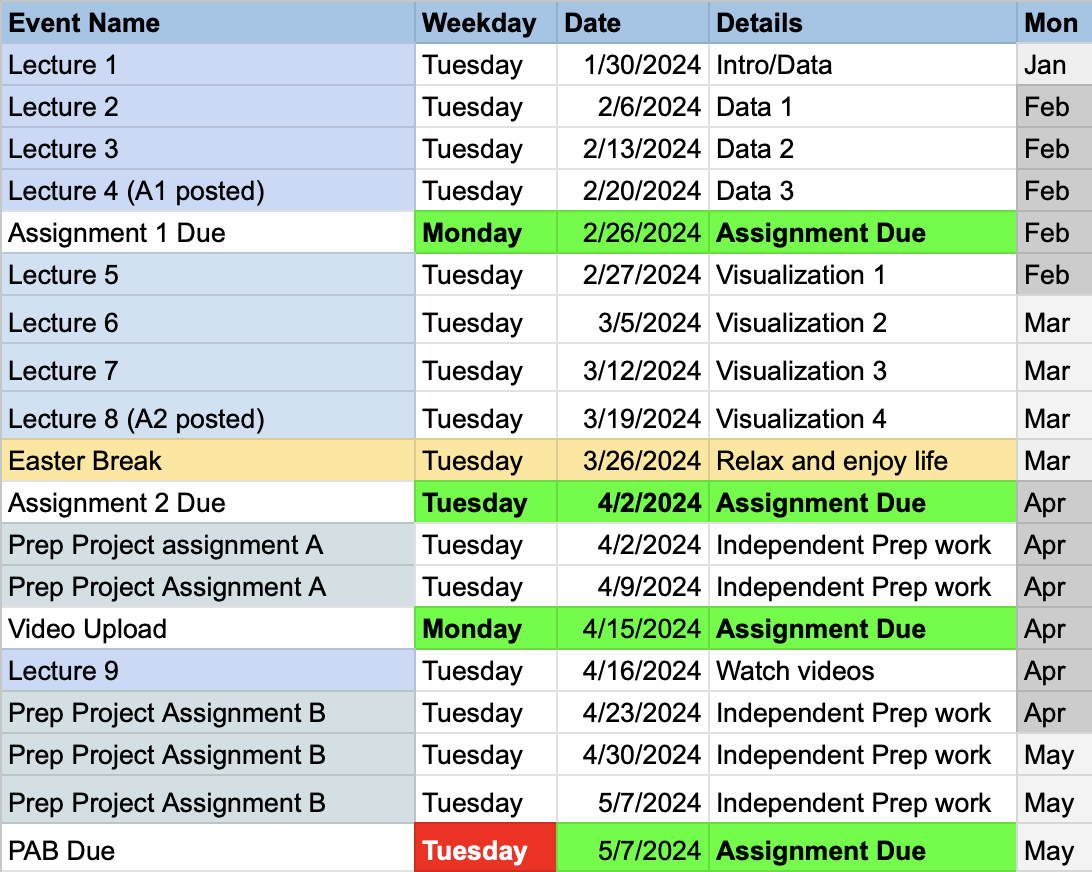 Event Name Weekday Date Details Mon
Lecture 1 Tuesday 1/30/2024 Intro/Data Jan
Lecture 2 Tuesday 2/6/2024 Data 1 Feb
Lecture 3 Tuesday 2/13/2024 Data 2 Feb
Lecture 4 (A1 posted) Tuesday 2/20/2024 Data 3 Feb
Assignment 1 Due Monday 2/26/2024 Assignment Due Feb
Lecture 5 Tuesday 2/27/2024 Visualization 1 Feb
Lecture 6 Tuesday 3/5/2024 Visualization 2 Mar
Lecture 7 Tuesday 3/12/2024 Visualization 3 Mar
Lecture 8 (A2 posted) Tuesday 3/19/2024 Visualization 4 Mar
Easter Break Tuesday 3/26/2024 Relax and enjoy life Mar
Assignment 2 Due Tuesday 4/2/2024 Assignment Due Apr
Prep Project assignment A Tuesday 4/2/2024 Independent Prep work Apr
Prep Project Assignment A Tuesday 4/9/2024 Independent Prep work Apr
Video Upload Monday 4/15/2024 Assignment Due Apr
Lecture 9 Tuesday 4/16/2024 Watch videos Apr
Prep Project Assignment B Tuesday 4/23/2024 Independent Prep work Apr
Prep Project Assignment B Tuesday 4/30/2024 Independent Prep work May
Prep Project Assignment B Tuesday 5/7/2024 Independent Prep work May
PAB Due Tuesday 5/7/2024 Assignment Due May